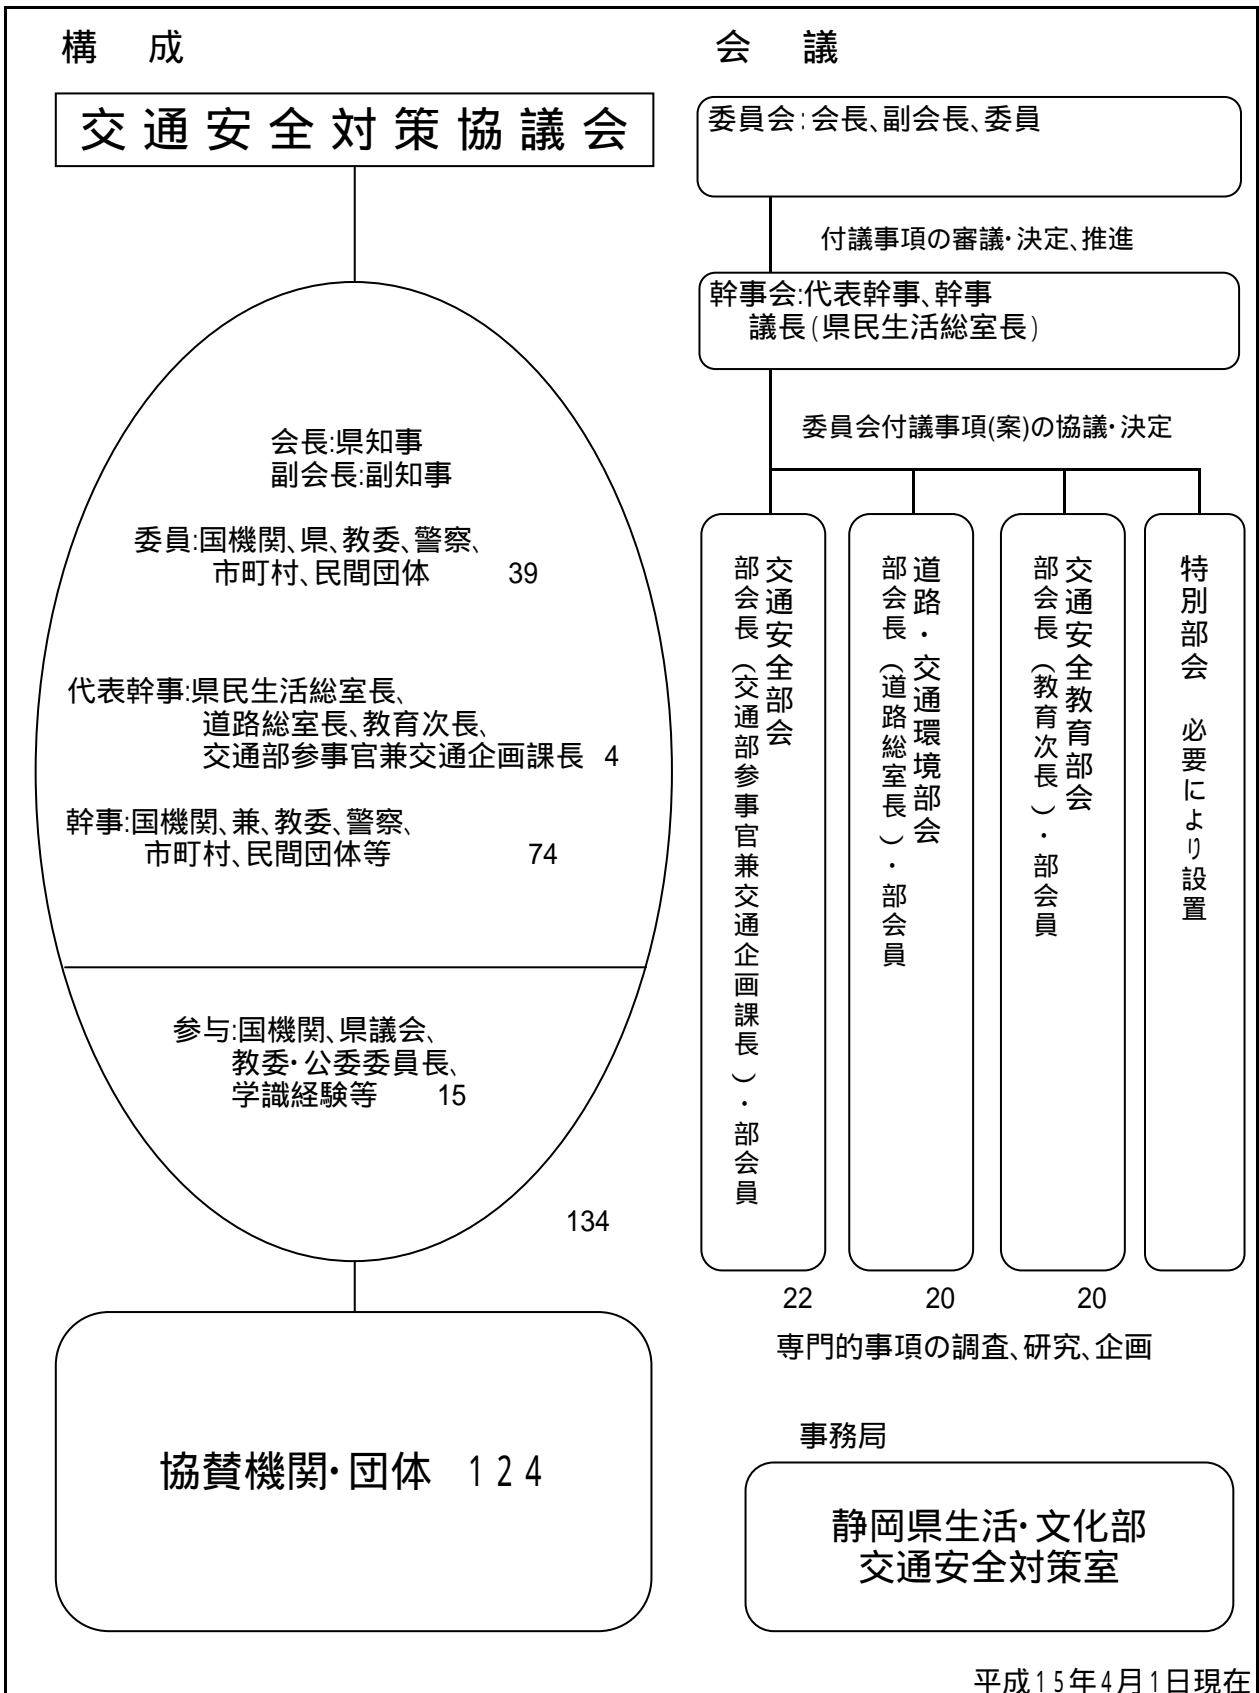 構 成
交通安全対策協議会
会長:県知事
副会長:副知事
委員:国機関、県、教委、警察、
市町村、民間団体 39
代表幹事:県民生活総室長、
道路総室長、教育次長、
交通部参事官兼交通企画課長 4
幹事:国機関、兼、教委、警察、
市町村、民間団体等 74
参与:国機関、県議会、
教委・公委委員長、
学識経験等 15
134
協賛機関・団体 124
会 議
委員会:会長、副会長、委員
付議事項の審議・決定、推進
幹事会:代表幹事、幹事
議長(県民生活総室長)
委員会付議事項(案)の協議・決定
交通安全部会
部会長(交通部参事官兼交通企画課長)・部会員
道路・交通環境部会
部会長(道路総室長)・部会員
交通安全教育部会
部会長(教育次長)・部会員
特別部会 必要により設置
22 20 20
専門的事項の調査、研究、企画
事務局
静岡県生活・文化部
交通安全対策室
平成15年4月1日現在